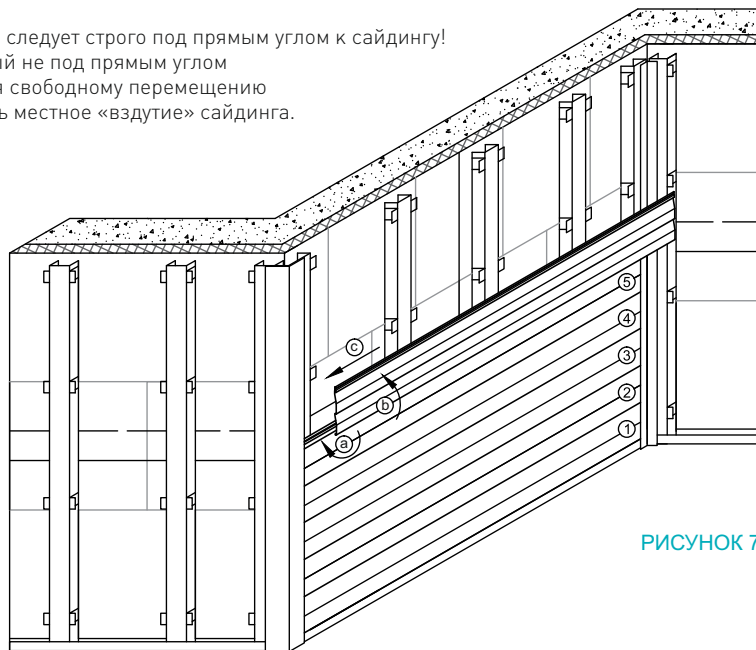 следует строго под прямым углом к сайдингу!
не под прямым углом
свободному перемещению
местное «вздутие» сайдинга.
5
4
3
2
1
c
b
a
РИСУНОК 7